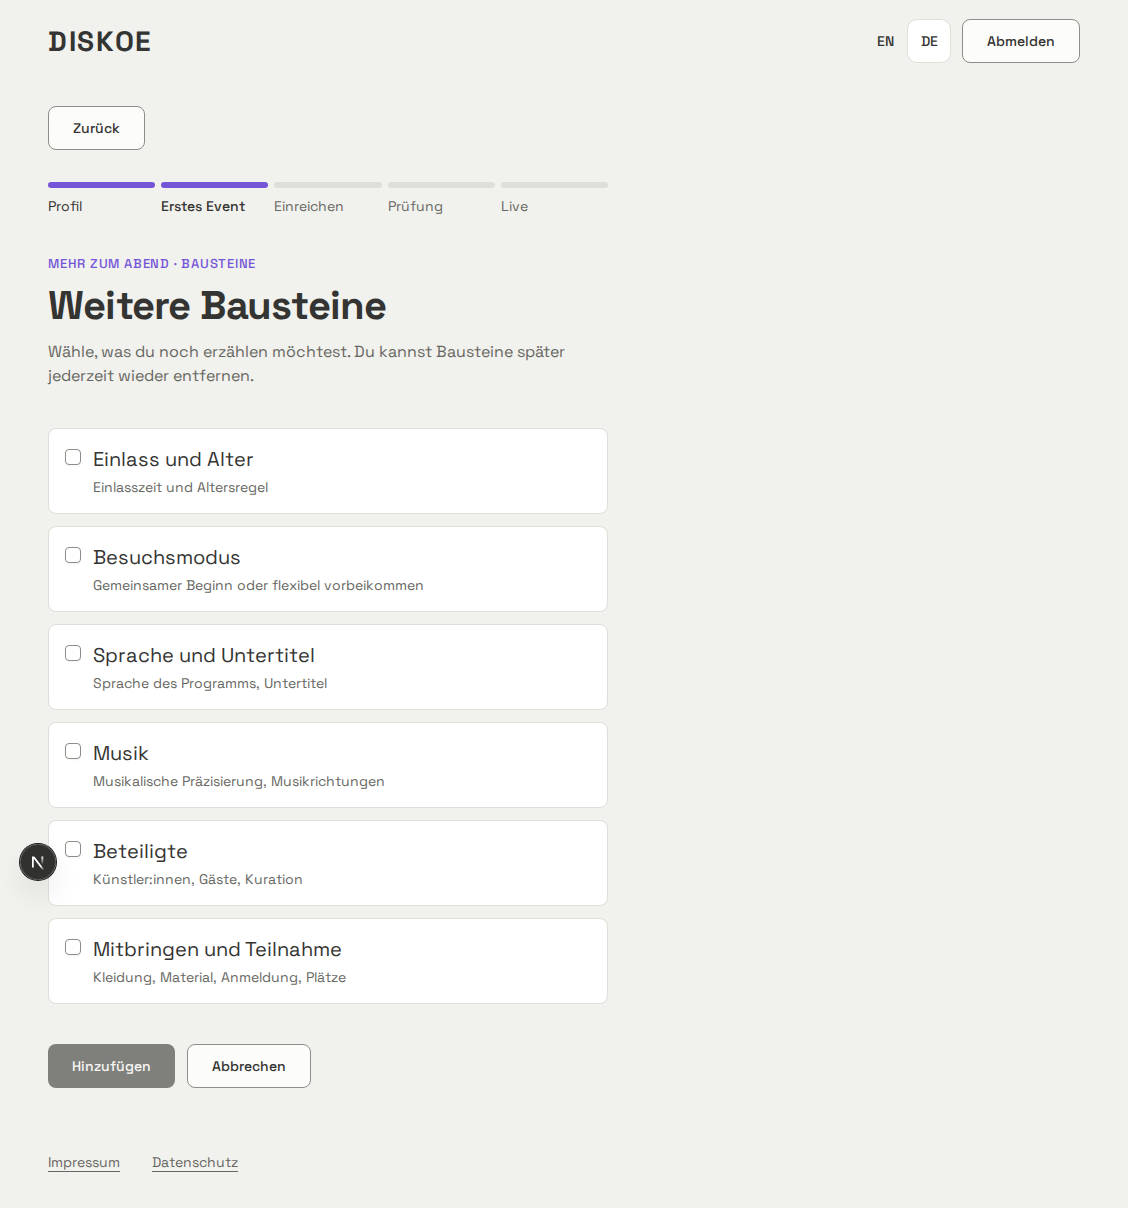 DISKOE
EN DE Abmelden
Zurück
Profil Erstes Event Einreichen Prüfung Live
MEHR ZUM ABEND · BAUSTEINE
Weitere Bausteine
Wähle, was du noch erzählen möchtest. Du kannst Bausteine später
jederzeit wieder entfernen.
Einlass und Alter
Einlasszeit und Altersregel
Besuchsmodus
Gemeinsamer Beginn oder flexibel vorbeikommen
Sprache und Untertitel
Sprache des Programms, Untertitel
Musik
Musikalische Präzisierung, Musikrichtungen
N
Beteiligte
Künstler:innen, Gäste, Kuration
Mitbringen und Teilnahme
Kleidung, Material, Anmeldung, Plätze
Hinzufügen Abbrechen
Impressum Datenschutz